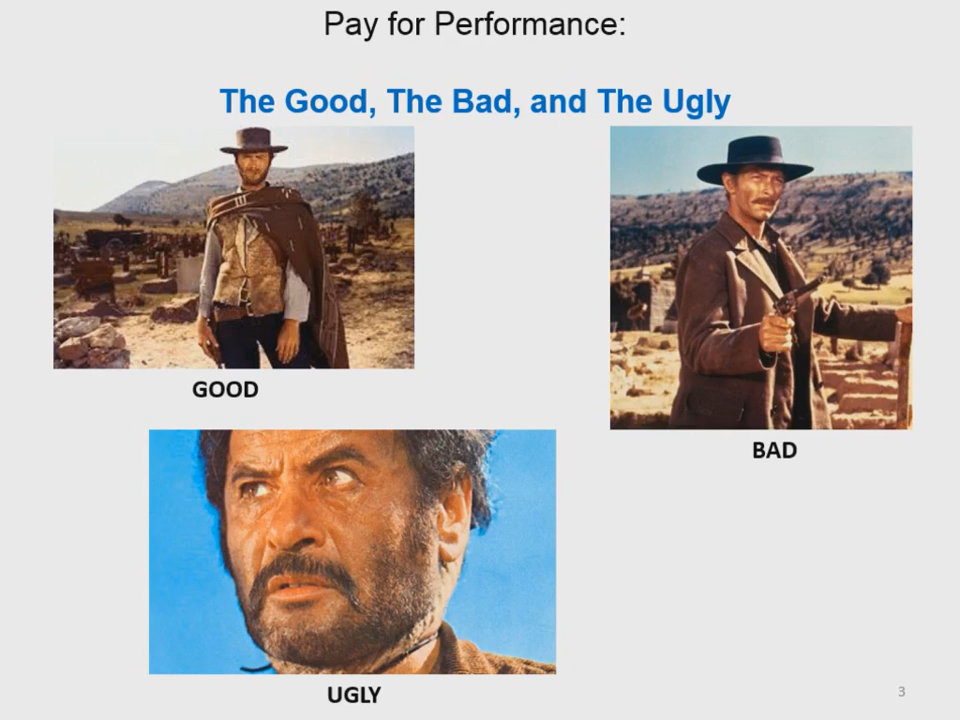 Pay for Performance:
The Good, The Bad, and The Ugly
GOOD
BAD
UGLY
3